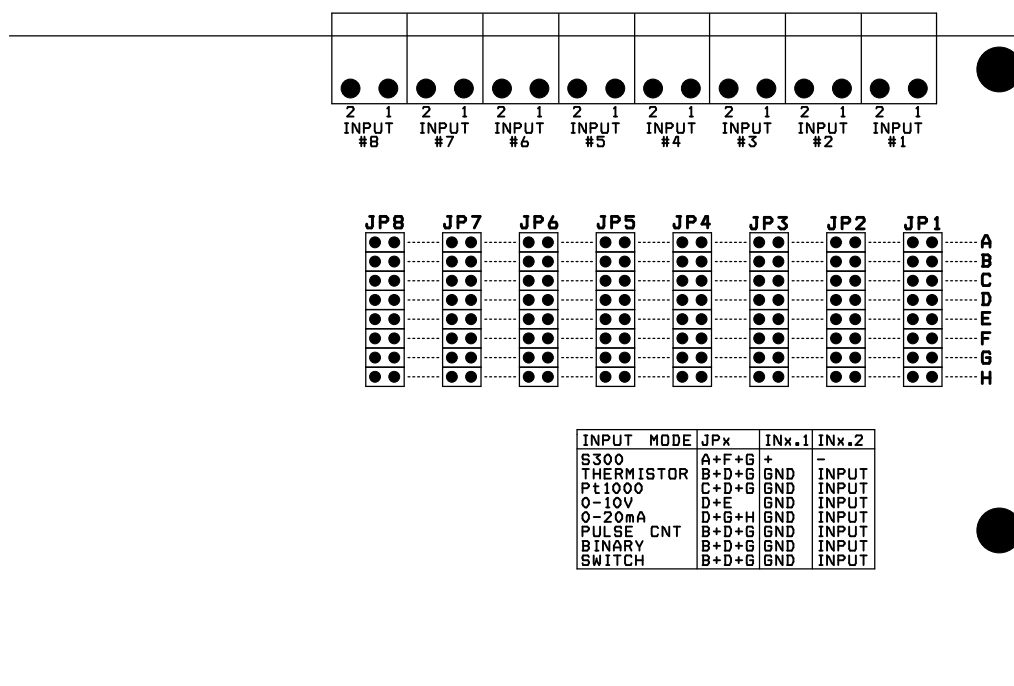 2 1 2 1 2 1 2 1 2 1 2 1 2 1 2 1
INPUT INPUT INPUT INPUT INPUT INPUT INPUT INPUT
#8 #7 #6 #5 #4 #3 #2 #1
JP8 JP7 JP6 JP5 JP4 JP3 JP2 JP1
A
B
C
D
E
F
G
H
INPUT MODE JPx INx.1 INx.2
S300 A+F+G + -
THERMISTOR B+D+G GND INPUT
Pt1000 C+D+G GND INPUT
0-10V D+E GND INPUT
0-20mA D+G+H GND INPUT
PULSE CNT B+D+G GND INPUT
BINARY B+D+G GND INPUT
SWITCH B+D+G GND INPUT